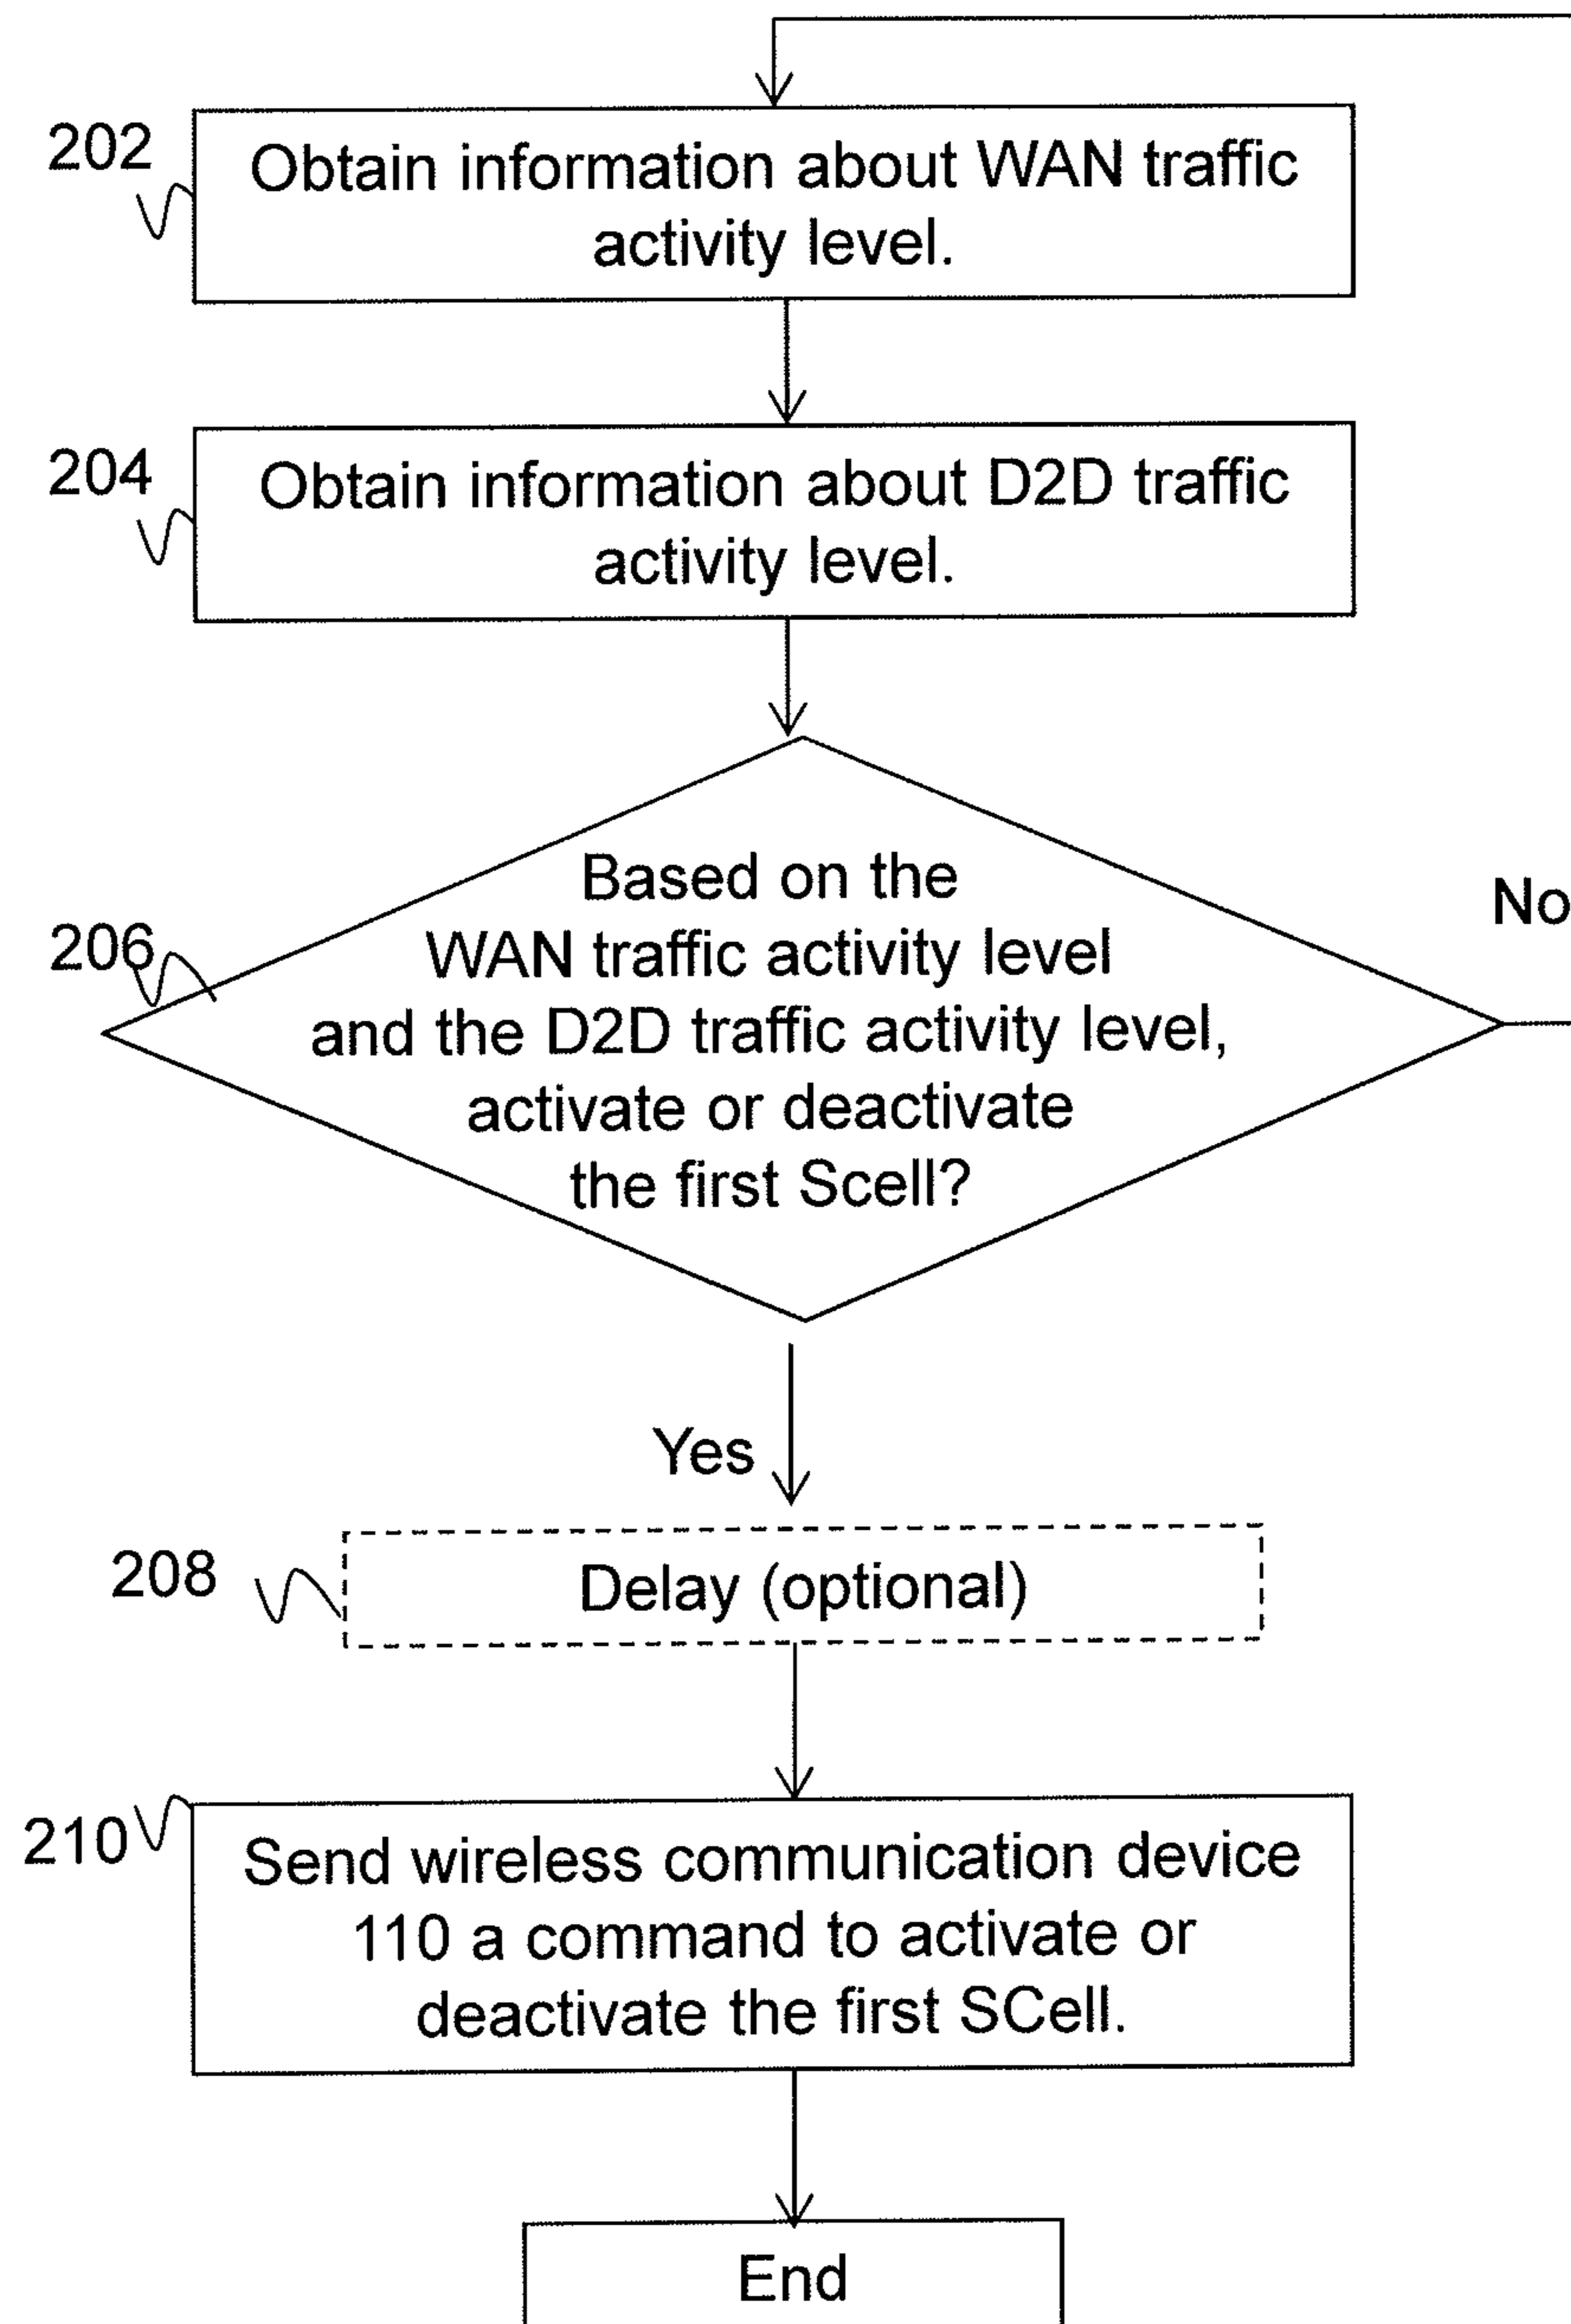 202
Obtain information about WAN traffic
activity level.
204
Obtain information about D2D traffic
activity level.
206
Based on the
WAN traffic activity level
and the D2D traffic activity level,
activate or deactivate
the first Scell?
No
Yes
208
Delay (optional)
210
Send wireless communication device
110 a command to activate or
deactivate the first SCell.
End